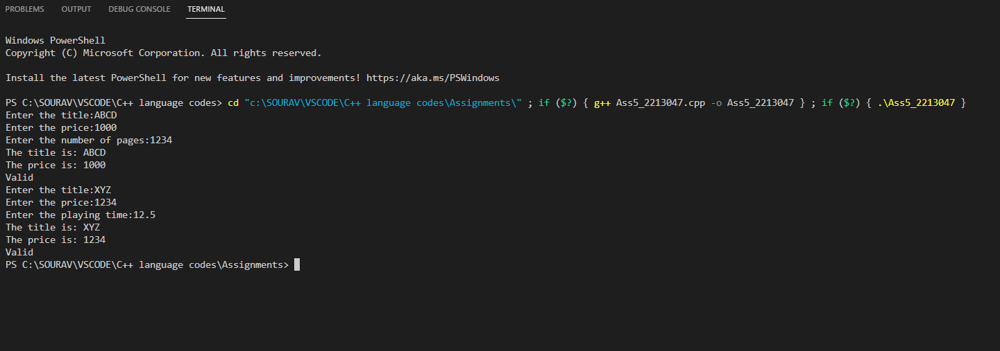 PROBLEMS OUTPUT DEBUG CONSOLE TERMINAL
Windows PowerShell
Copyright (C) Microsoft Corporation. All rights reserved.
Install the latest PowerShell for new features and improvements! https://aka.ms/PSWindows
PS C:\SOURAV\VSCODE\C++ language codes> cd "c:\SOURAV\VSCODE\C++ language codes\Assignments\" ; if ($?) { g++ Ass5_2213047.cpp -o Ass5_2213047 } ; if ($?) { .\Ass5_2213047 }
Enter the title:ABCD
Enter the price:1000
Enter the number of pages:1234
The title is: ABCD
The price is: 1000
Valid
Enter the title:XYZ
Enter the price:1234
Enter the playing time:12.5
The title is: XYZ
The price is: 1234
Valid
PS C:\SOURAV\VSCODE\C++ language codes\Assignments>